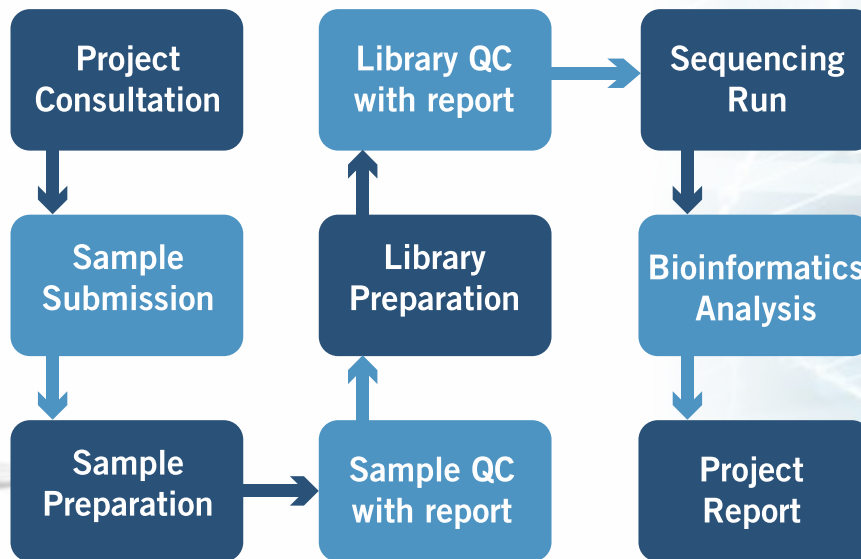 Project
Consultation
Sample
Submission
Sample
Preparation
Sample QC
with report
Library
Preparation
Library QC
with report
Sequencing
Run
Bioinformatics
Analysis
Project
Report